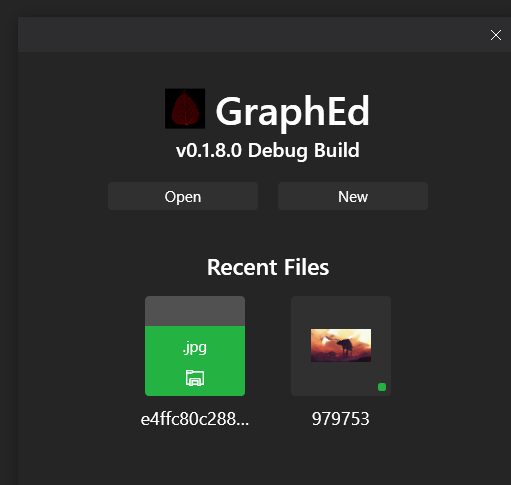 GraphEd
v0.1.8.0 Debug Build
Open
New
Recent Files
.jpg
e4ffc80c288...
979753